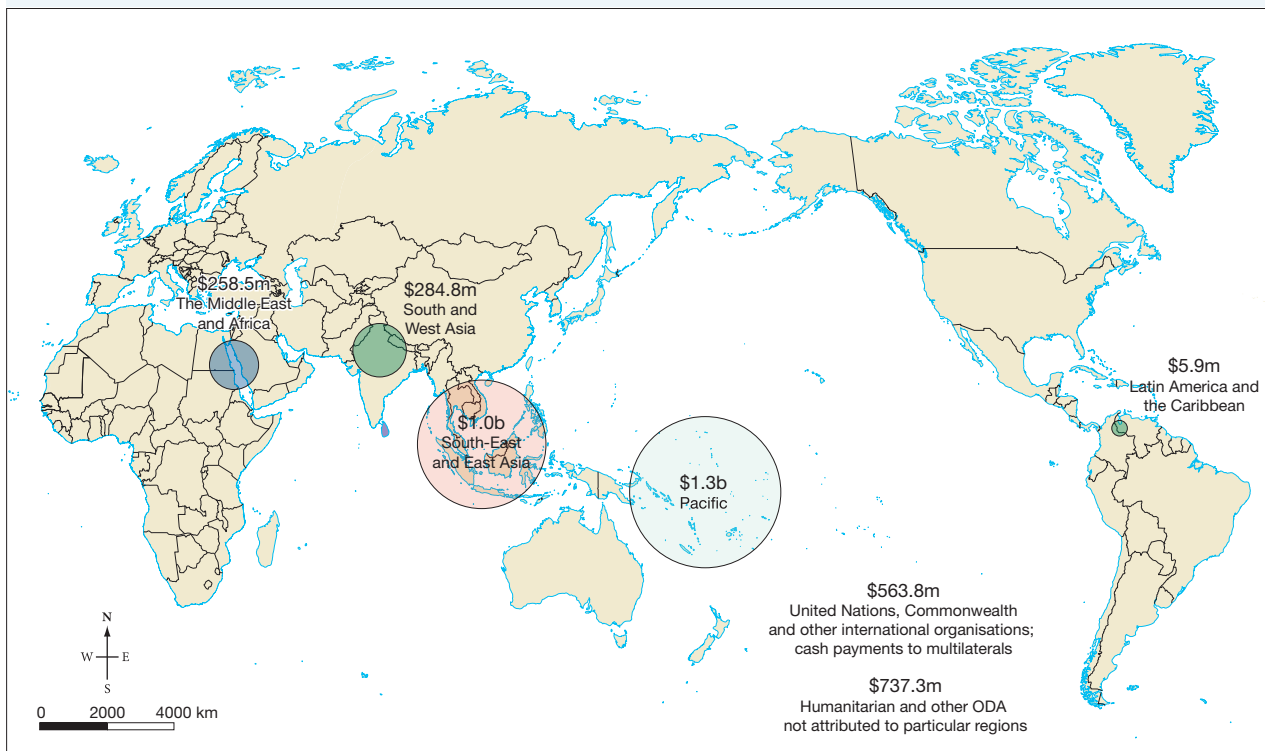 $258.5m
The Middle East
and Africa
$284.8m
South and
West Asia
$1.0b
South-East
and East Asia
$1.3b
Pacific
$5.9m
Latin America and
the Caribbean
$563.8m
United Nations, Commonwealth
and other international organisations;
cash payments to multilaterals
$737.3m
Humanitarian and other ODA
not attributed to particular regions
N
W E
S
0 2000 4000 km